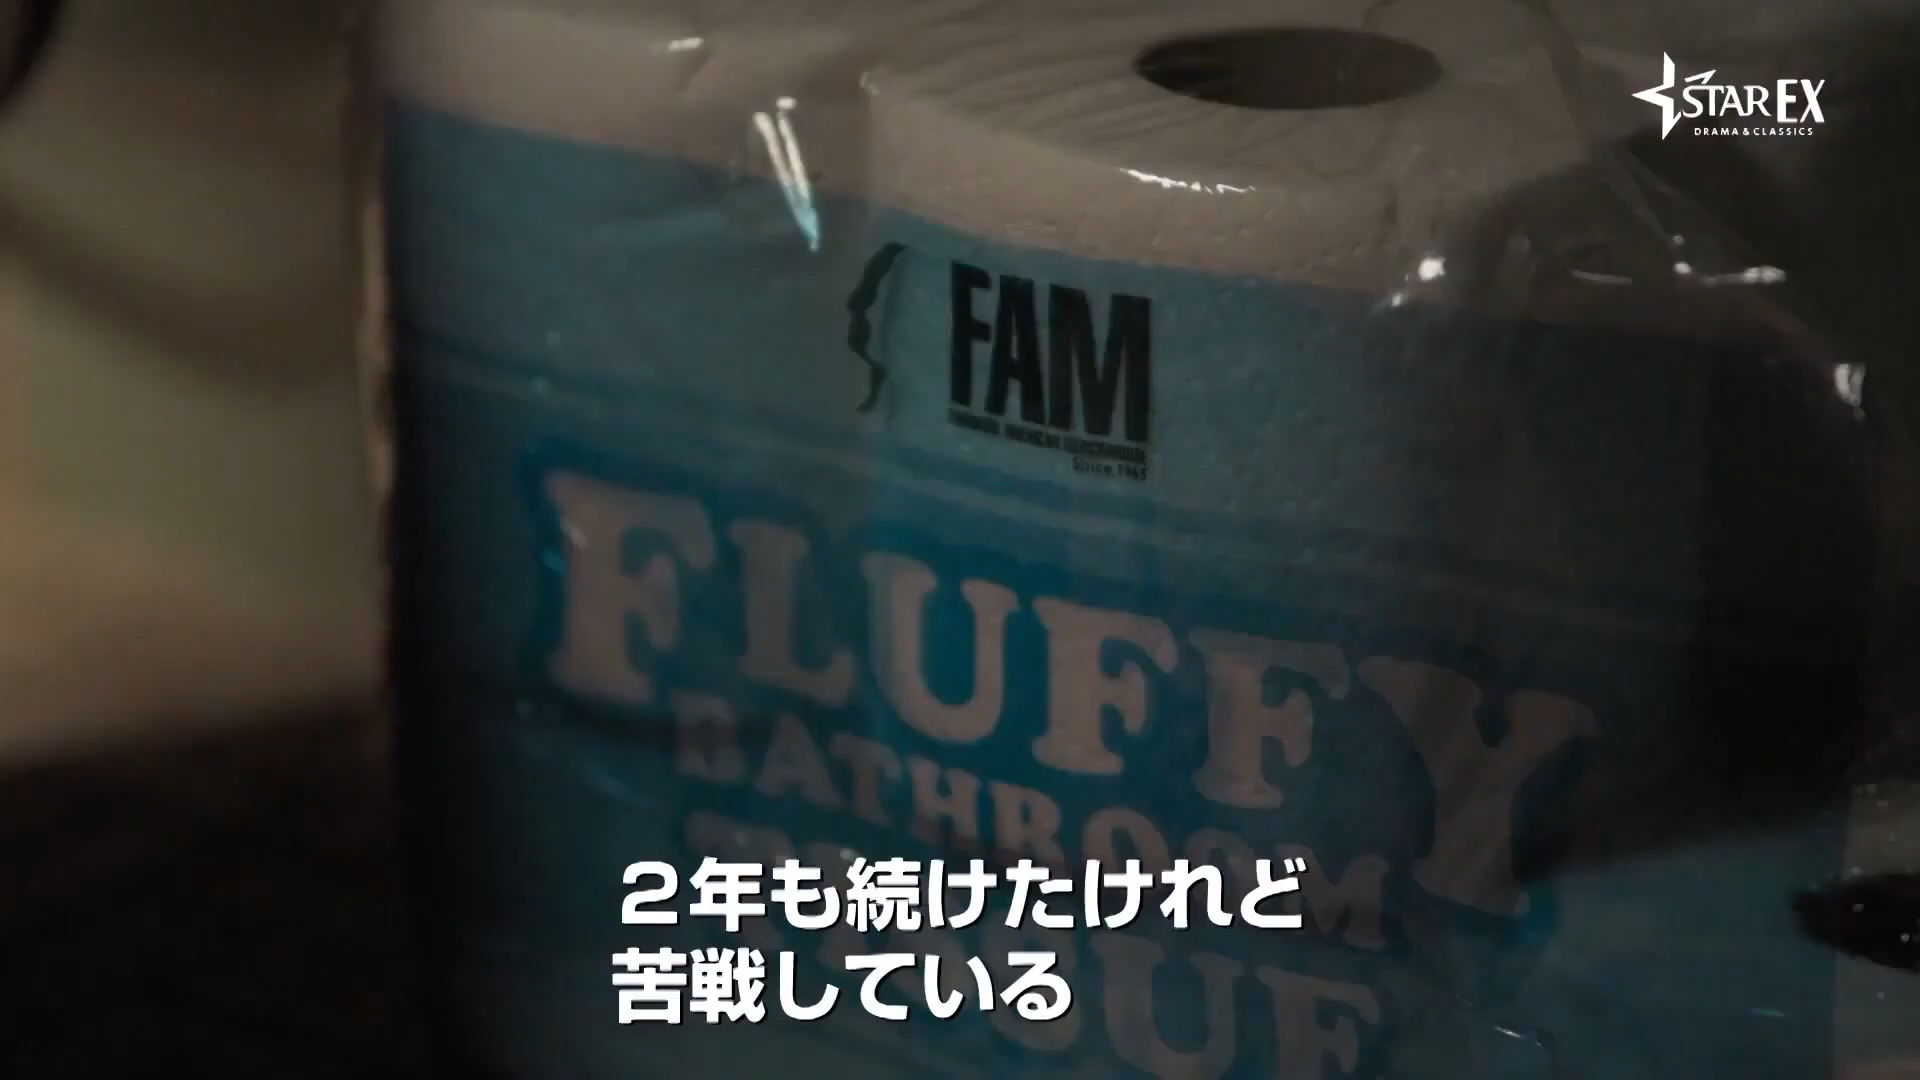 STAR EX
DRAMA & CLASSICS
FAM
Since 1965
FLUFFY
BATHROOM
TISSUE
2年も続けたけれど
苦戦している